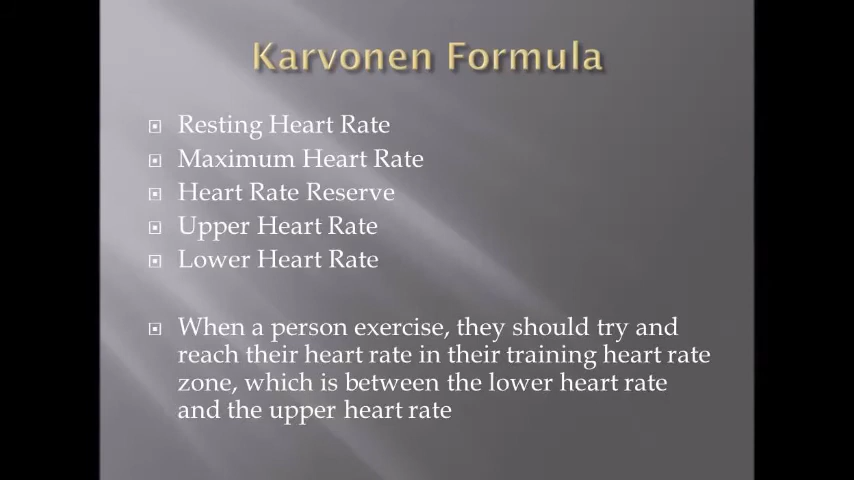 Karvonen Formula
Resting Heart Rate
Maximum Heart Rate
Heart Rate Reserve
Upper Heart Rate
Lower Heart Rate
When a person exercise, they should try and
reach their heart rate in their training heart rate
zone, which is between the lower heart rate
and the upper heart rate